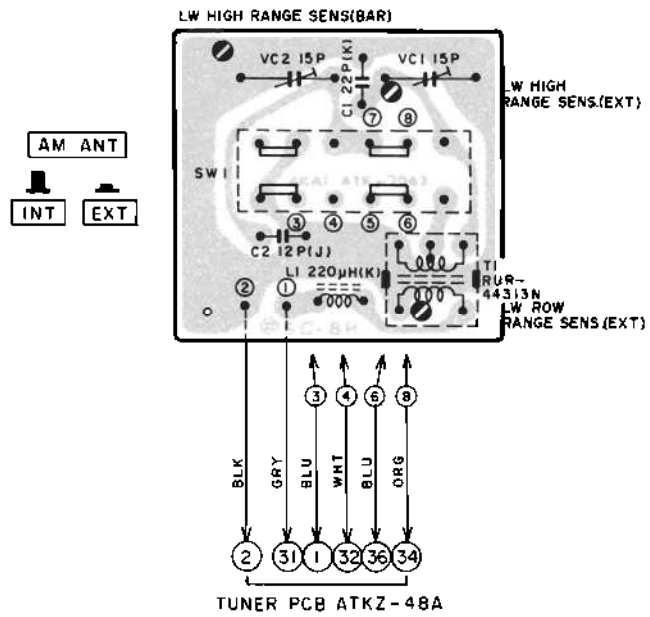 LW HIGH RANGE SENS(BAR)
VC2 15P
C1 22P(K)
VC1 15P
LW HIGH
RANGE SENS.(EXT)
⑦ ⑧
AM ANT
INT EXT
SW1
③ ④ ⑤ ⑥
C2 12P(J)
L1 220µH(K)
T1
RUR-
44313N
② ①
LW ROW
RANGE SENS.(EXT)
③ ④ ⑥ ⑧
BLK GRY BLU WHT BLU ORG
2 31 1 32 36 34
TUNER PCB ATKZ-48A